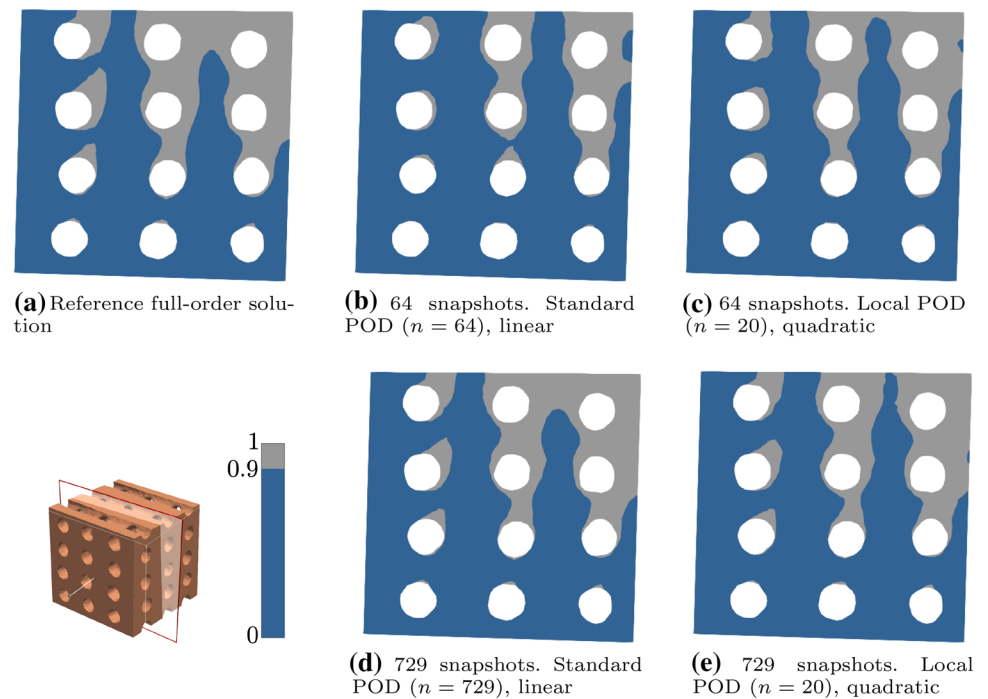 (a) Reference full-order solu-
tion
(b) 64 snapshots. Standard
POD (n = 64), linear
(c) 64 snapshots. Local POD
(n = 20), quadratic
1
0.9
0
(d) 729 snapshots. Standard
POD (n = 729), linear
(e) 729 snapshots. Local
POD (n = 20), quadratic